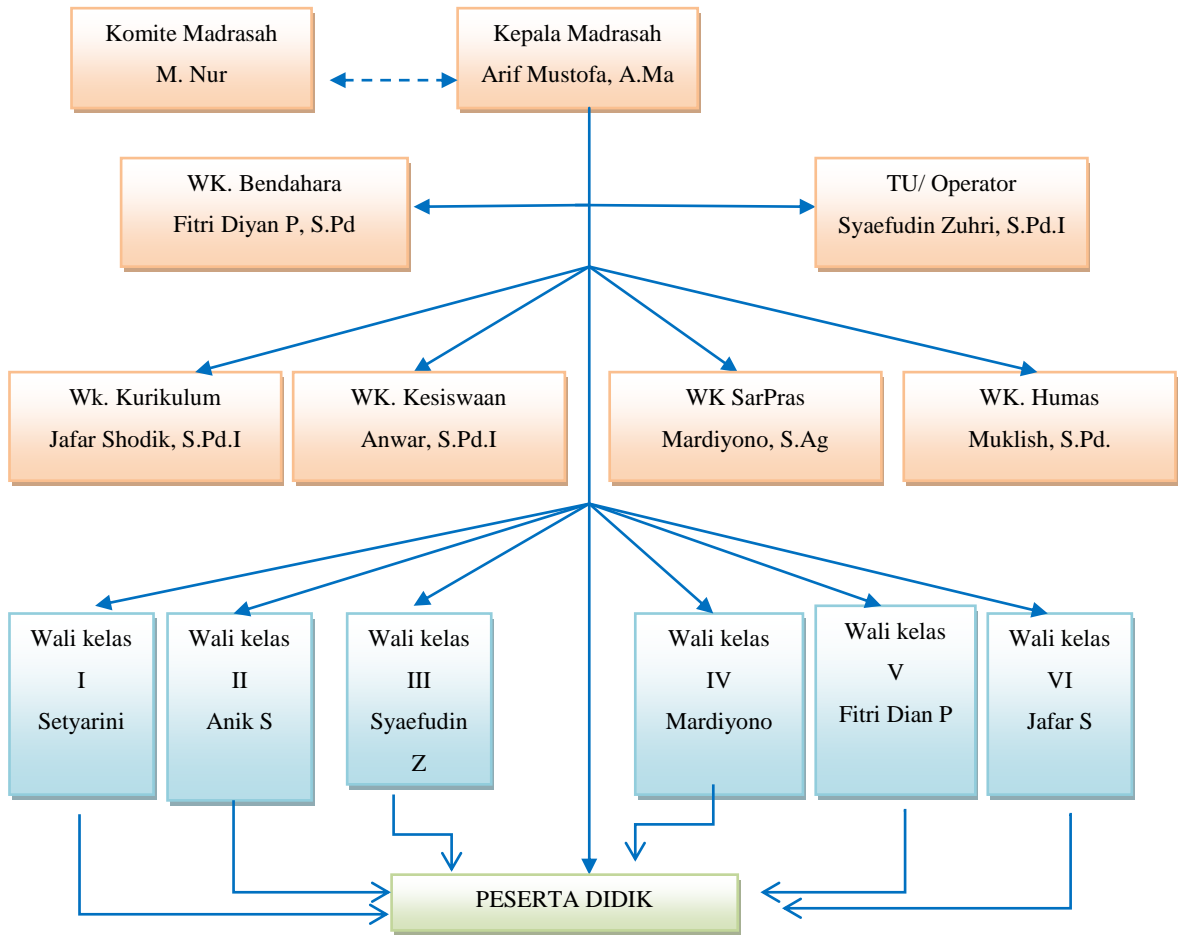 Komite Madrasah
M. Nur
Kepala Madrasah
Arif Mustofa, A.Ma
WK. Bendahara
Fitri Diyan P, S.Pd
TU/ Operator
Syaefudin Zuhri, S.Pd.I
Wk. Kurikulum
Jafar Shodik, S.Pd.I
WK. Kesiswaan
Anwar, S.Pd.I
WK SarPras
Mardiyono, S.Ag
WK. Humas
Muklish, S.Pd.
Wali kelas
I
Setyarini
Wali kelas
II
Anik S
Wali kelas
III
Syaefudin
Z
Wali kelas
IV
Mardiyono
Wali kelas
V
Fitri Dian P
Wali kelas
VI
Jafar S
PESERTA DIDIK